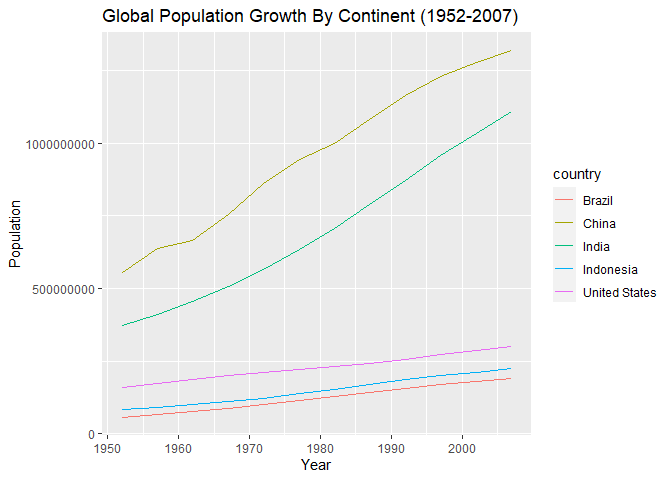 Global Population Growth By Continent (1952-2007)
1000000000
500000000
0
Population
1950 1960 1970 1980 1990 2000
Year
country
Brazil
China
India
Indonesia
United States